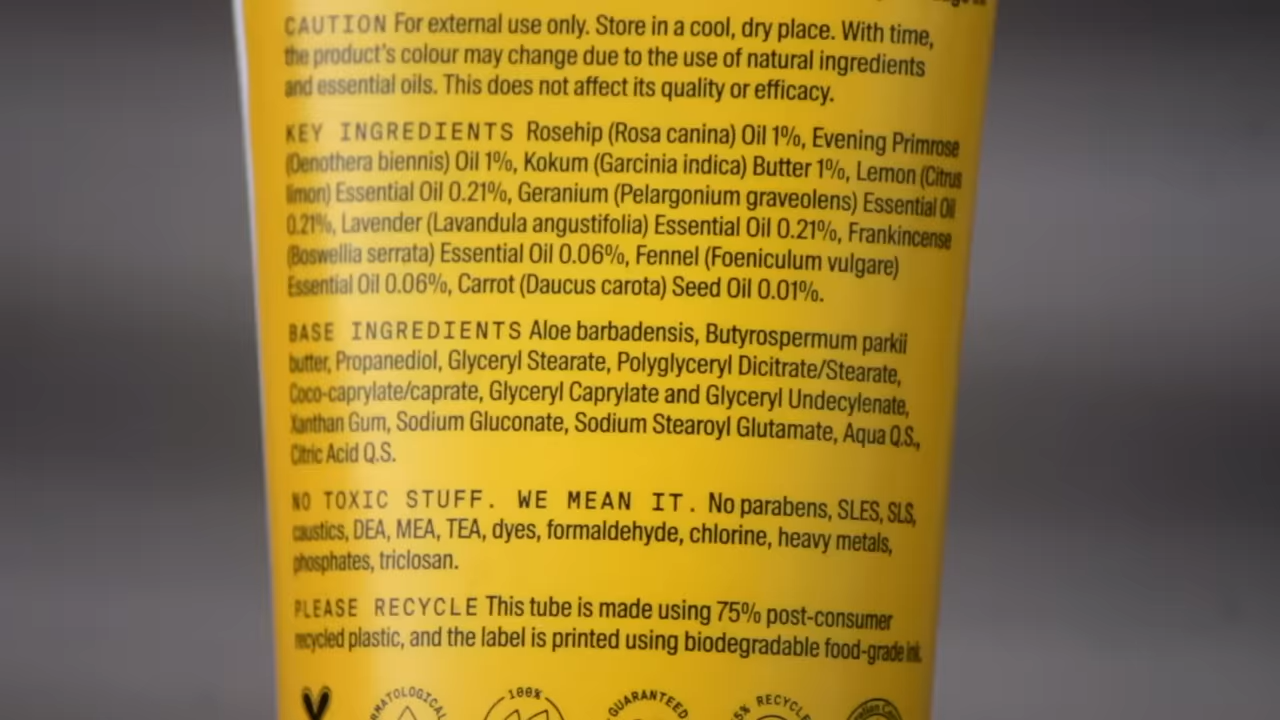 CAUTION For external use only. Store in a cool, dry place. With time,
the product's colour may change due to the use of natural ingredients
and essential oils. This does not affect its quality or efficacy.
KEY INGREDIENTS Rosehip (Rosa canina) Oil 1%, Evening Primrose
(Oenothera biennis) Oil 1%, Kokum (Garcinia indica) Butter 1%, Lemon (Citrus
limon) Essential Oil 0.21%, Geranium (Pelargonium graveolens) Essential Oil
0.21%, Lavender (Lavandula angustifolia) Essential Oil 0.21%, Frankincense
(Boswellia serrata) Essential Oil 0.06%, Fennel (Foeniculum vulgare)
Essential Oil 0.06%, Carrot (Daucus carota) Seed Oil 0.01%.
BASE INGREDIENTS Aloe barbadensis, Butyrospermum parkii
butter, Propanediol, Glyceryl Stearate, Polyglyceryl Dicitrate/Stearate,
Coco-caprylate/caprate, Glyceryl Caprylate and Glyceryl Undecylenate,
Xanthan Gum, Sodium Gluconate, Sodium Stearoyl Glutamate, Aqua Q.S.,
Citric Acid Q.S.
NO TOXIC STUFF. WE MEAN IT. No parabens, SLES, SLS,
caustics, DEA, MEA, TEA, dyes, formaldehyde, chlorine, heavy metals,
phosphates, triclosan.
PLEASE RECYCLE This tube is made using 75% post-consumer
recycled plastic, and the label is printed using biodegradable food-grade ink.
100%
GUARANTEED